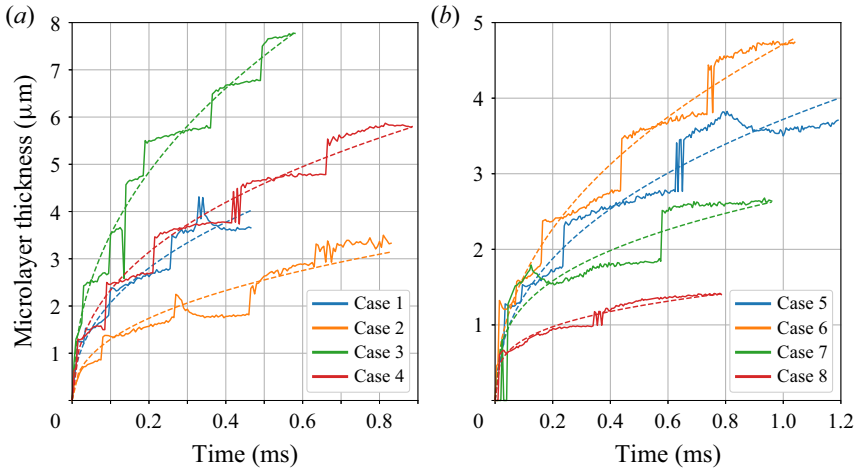 (a)
Microlayer thickness (μm)
8
7
6
5
4
3
2
1
0
0.2
0.4
0.6
0.8
Time (ms)
Case 1
Case 2
Case 3
Case 4
(b)
5
4
3
2
1
0
0.2
0.4
0.6
0.8
1.0
1.2
Time (ms)
Case 5
Case 6
Case 7
Case 8